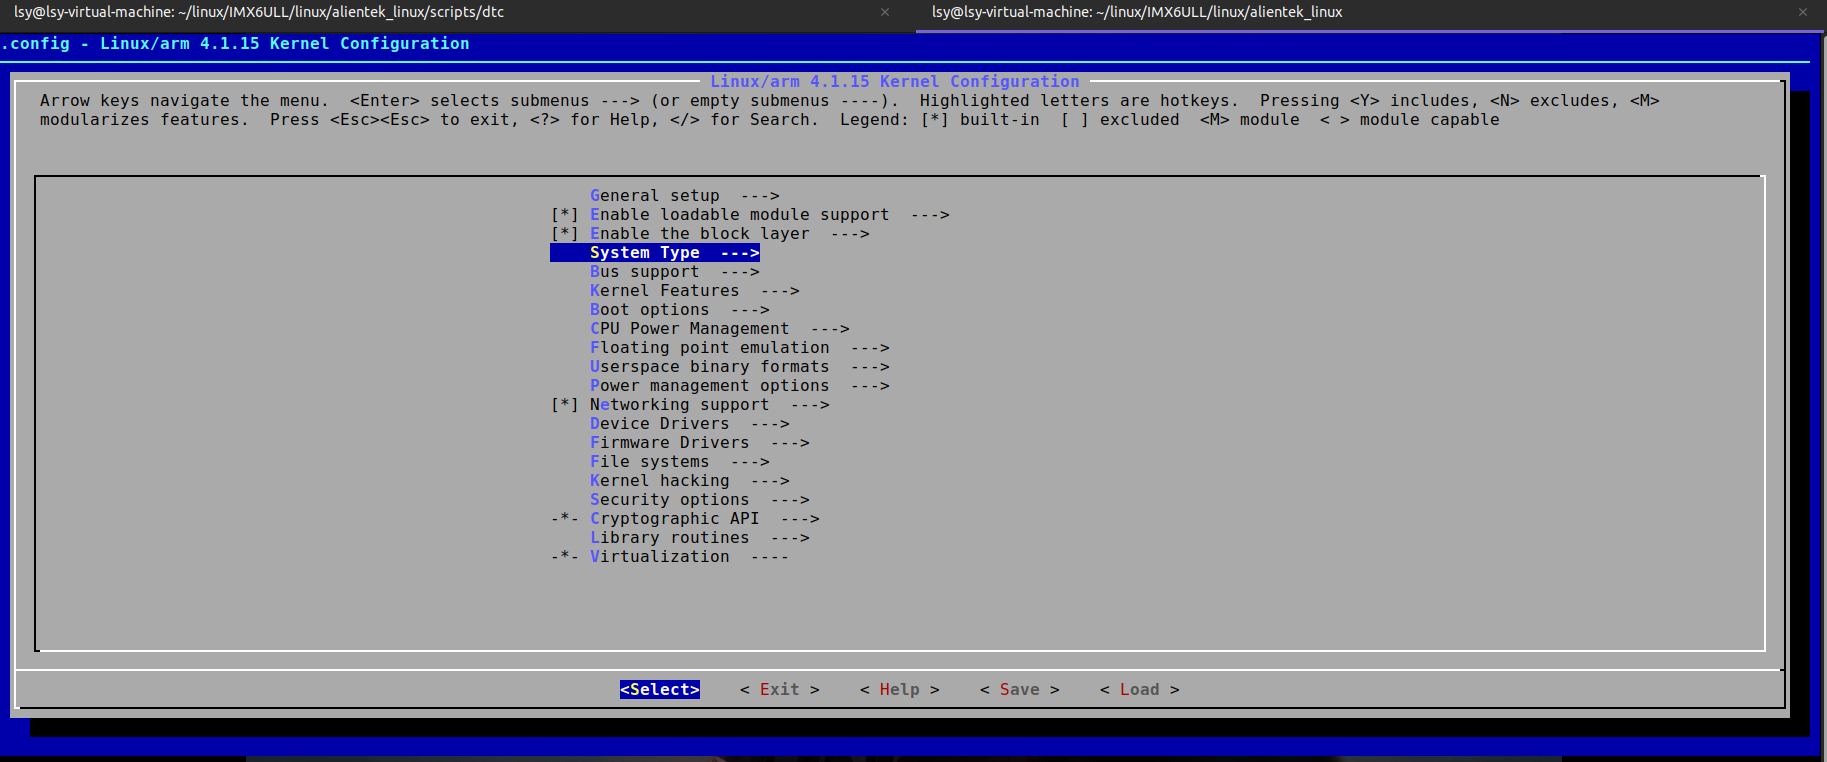 lsy@lsy-virtual-machine: ~/linux/IMX6ULL/linux/alientek_linux/scripts/dtc × lsy@lsy-virtual-machine: ~/linux/IMX6ULL/linux/alientek_linux ×
.config - Linux/arm 4.1.15 Kernel Configuration
Linux/arm 4.1.15 Kernel Configuration
Arrow keys navigate the menu.  <Enter> selects submenus ---> (or empty submenus ----).  Highlighted letters are hotkeys.  Pressing <Y> includes, <N> excludes, <M>
modularizes features.  Press <Esc><Esc> to exit, <?> for Help, </> for Search.  Legend: [*] built-in  [ ] excluded  <M> module  < > module capable
General setup  --->
[*] Enable loadable module support  --->
[*] Enable the block layer  --->
System Type  --->
Bus support  --->
Kernel Features  --->
Boot options  --->
CPU Power Management  --->
Floating point emulation  --->
Userspace binary formats  --->
Power management options  --->
[*] Networking support  --->
Device Drivers  --->
Firmware Drivers  --->
File systems  --->
Kernel hacking  --->
Security options  --->
-*- Cryptographic API  --->
Library routines  --->
-*- Virtualization  ----
<Select>    < Exit >    < Help >    < Save >    < Load >